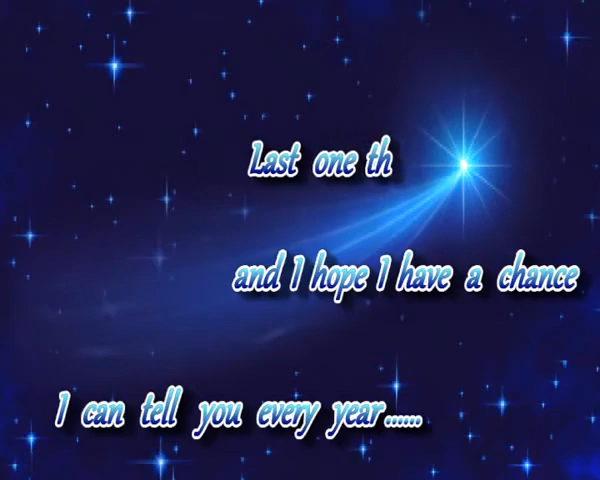 Last one th
and I hope I have a chance
I can tell you every year......